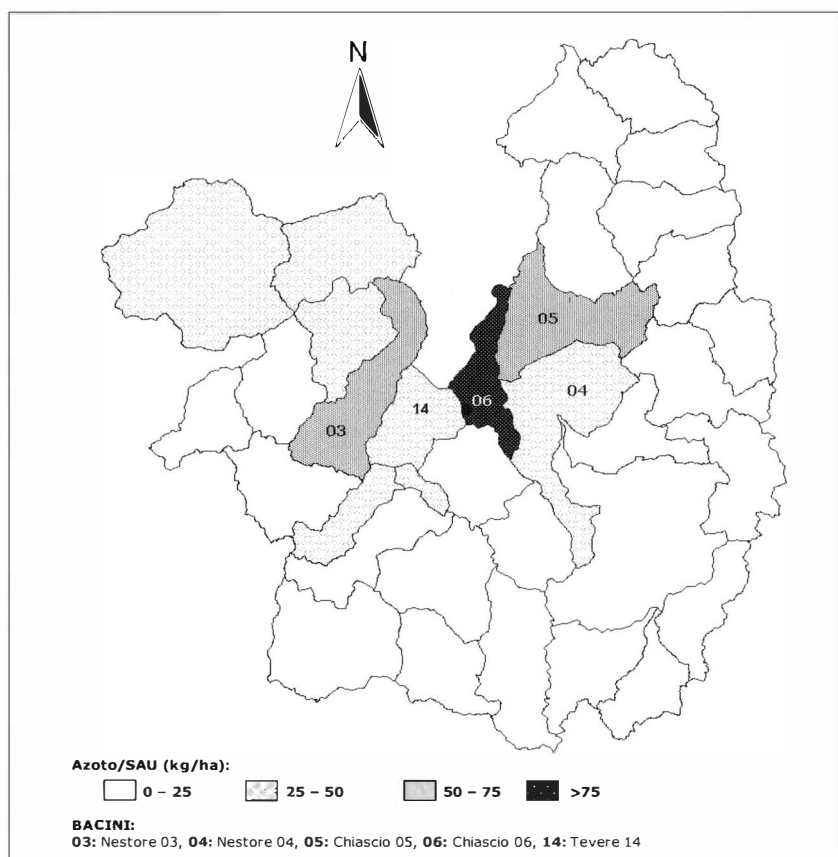 N
05
04
06
14
03
Azoto/SAU (kg/ha):
0 – 25 25 – 50 50 – 75 >75
BACINI:
03: Nestore 03, 04: Nestore 04, 05: Chiascio 05, 06: Chiascio 06, 14: Tevere 14